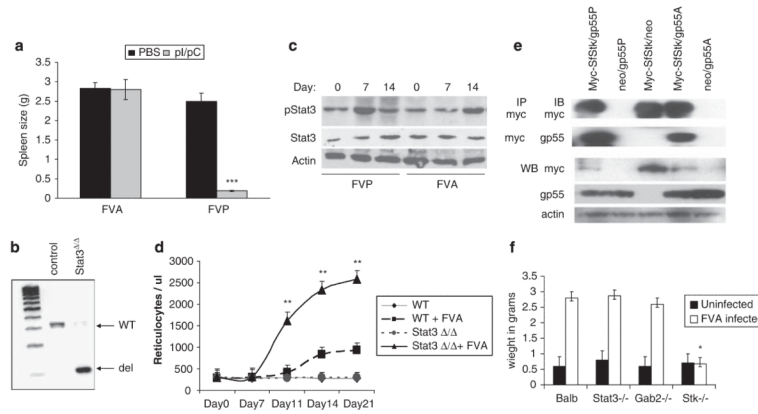 a
PBS
pI/pC
Spleen size (g)
3.5
3
2.5
2
1.5
1
0.5
0
***
FVA
FVP
b
control
Stat3Δ/Δ
WT
del
c
Day:
0 7 14 0 7 14
pStat3
Stat3
Actin
FVP
FVA
d
Reticulocytes / ul
3000
2500
2000
1500
1000
500
0
**
**
**
Day0 Day7 Day11 Day14 Day21
WT
WT + FVA
Stat3 Δ/Δ
Stat3 Δ/Δ+ FVA
e
Myc-SfStk/gp55P
neo/gp55P
Myc-SfStk/neo
Myc-SfStk/gp55A
neo/gp55A
IP IB
myc myc
myc gp55
WB myc
gp55
actin
f
wieght in grams
3.5
3
2.5
2
1.5
1
0.5
0
*
Balb Stat3-/- Gab2-/- Stk-/-
Uninfected
FVA infected